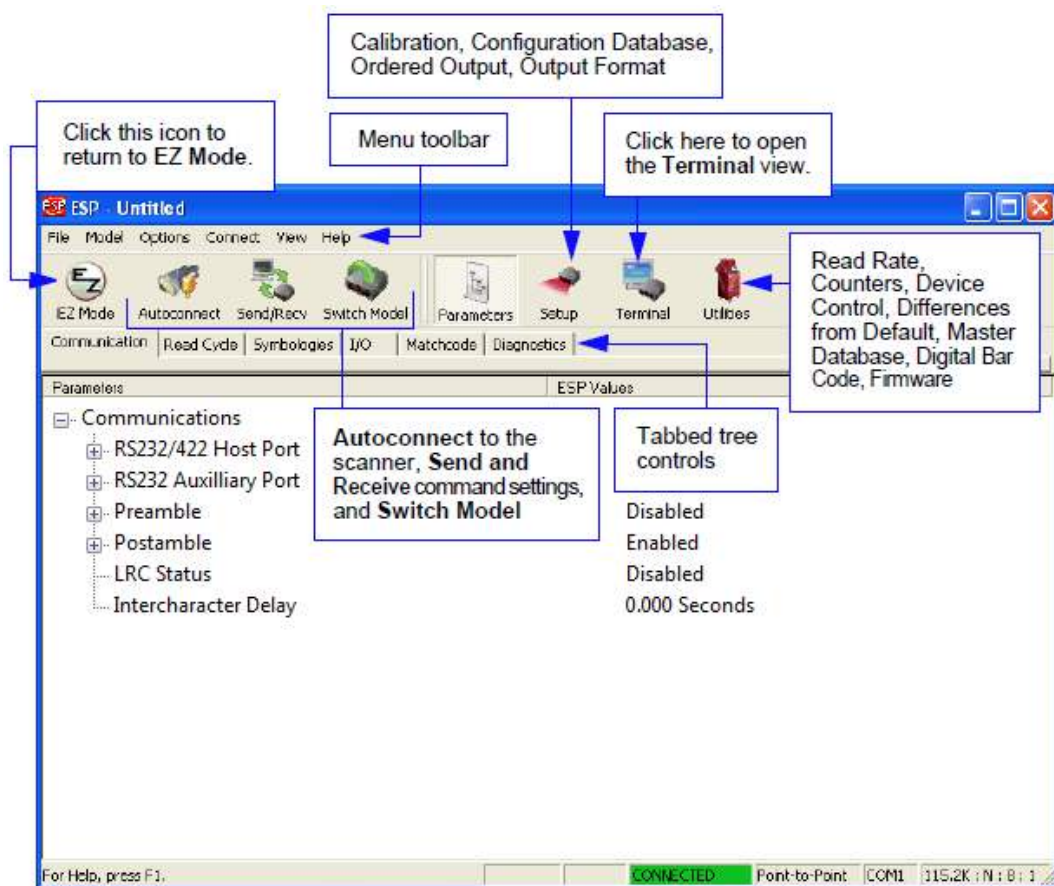 Calibration, Configuration Database,
Ordered Output, Output Format
Click this icon to
return to EZ Mode.
Menu toolbar
Click here to open
the Terminal view.
ESP - Untitled
File Model Options Connect View Help
EZ Mode Autoconnect Send/Recv Switch Model Parameters Setup Terminal Utilities
Read Rate,
Counters, Device
Control, Differences
from Default, Master
Database, Digital Bar
Code, Firmware
Communication Read Cycle Symbologies I/O Matchcode Diagnostics
Parameters ESP Values
Communications
RS232/422 Host Port
RS232 Auxilliary Port
Preamble Disabled
Postamble Enabled
LRC Status Disabled
Intercharacter Delay 0.000 Seconds
Autoconnect to the
scanner, Send and
Receive command settings,
and Switch Model
Tabbed tree
controls
For Help, press F1. CONNECTED Point-to-Point COM1 115.2K : N : 8 : 1